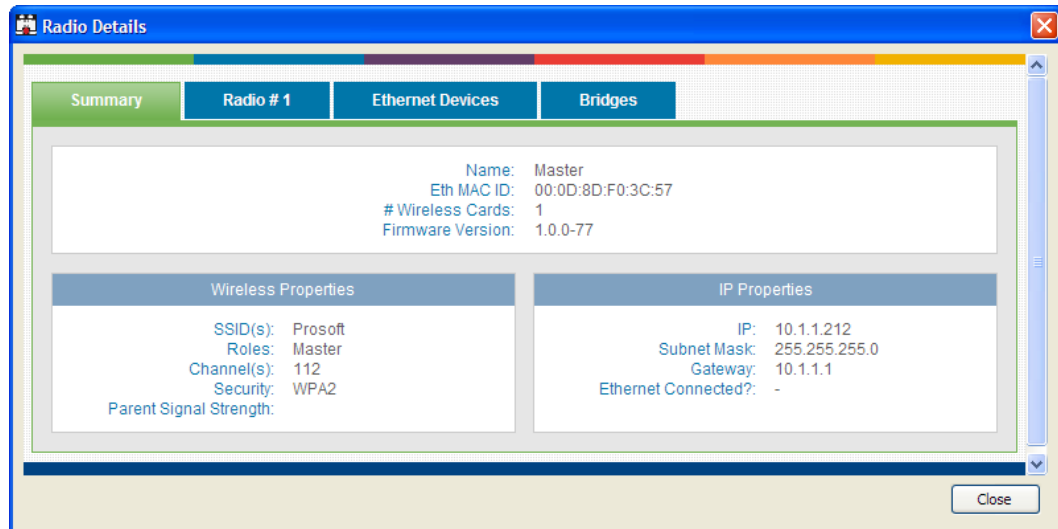 Radio Details
Summary
Radio # 1
Ethernet Devices
Bridges
Name: Master
Eth MAC ID: 00:0D:8D:F0:3C:57
# Wireless Cards: 1
Firmware Version: 1.0.0-77
Wireless Properties
SSID(s): Prosoft
Roles: Master
Channel(s): 112
Security: WPA2
Parent Signal Strength:
IP Properties
IP: 10.1.1.212
Subnet Mask: 255.255.255.0
Gateway: 10.1.1.1
Ethernet Connected?: -
Close